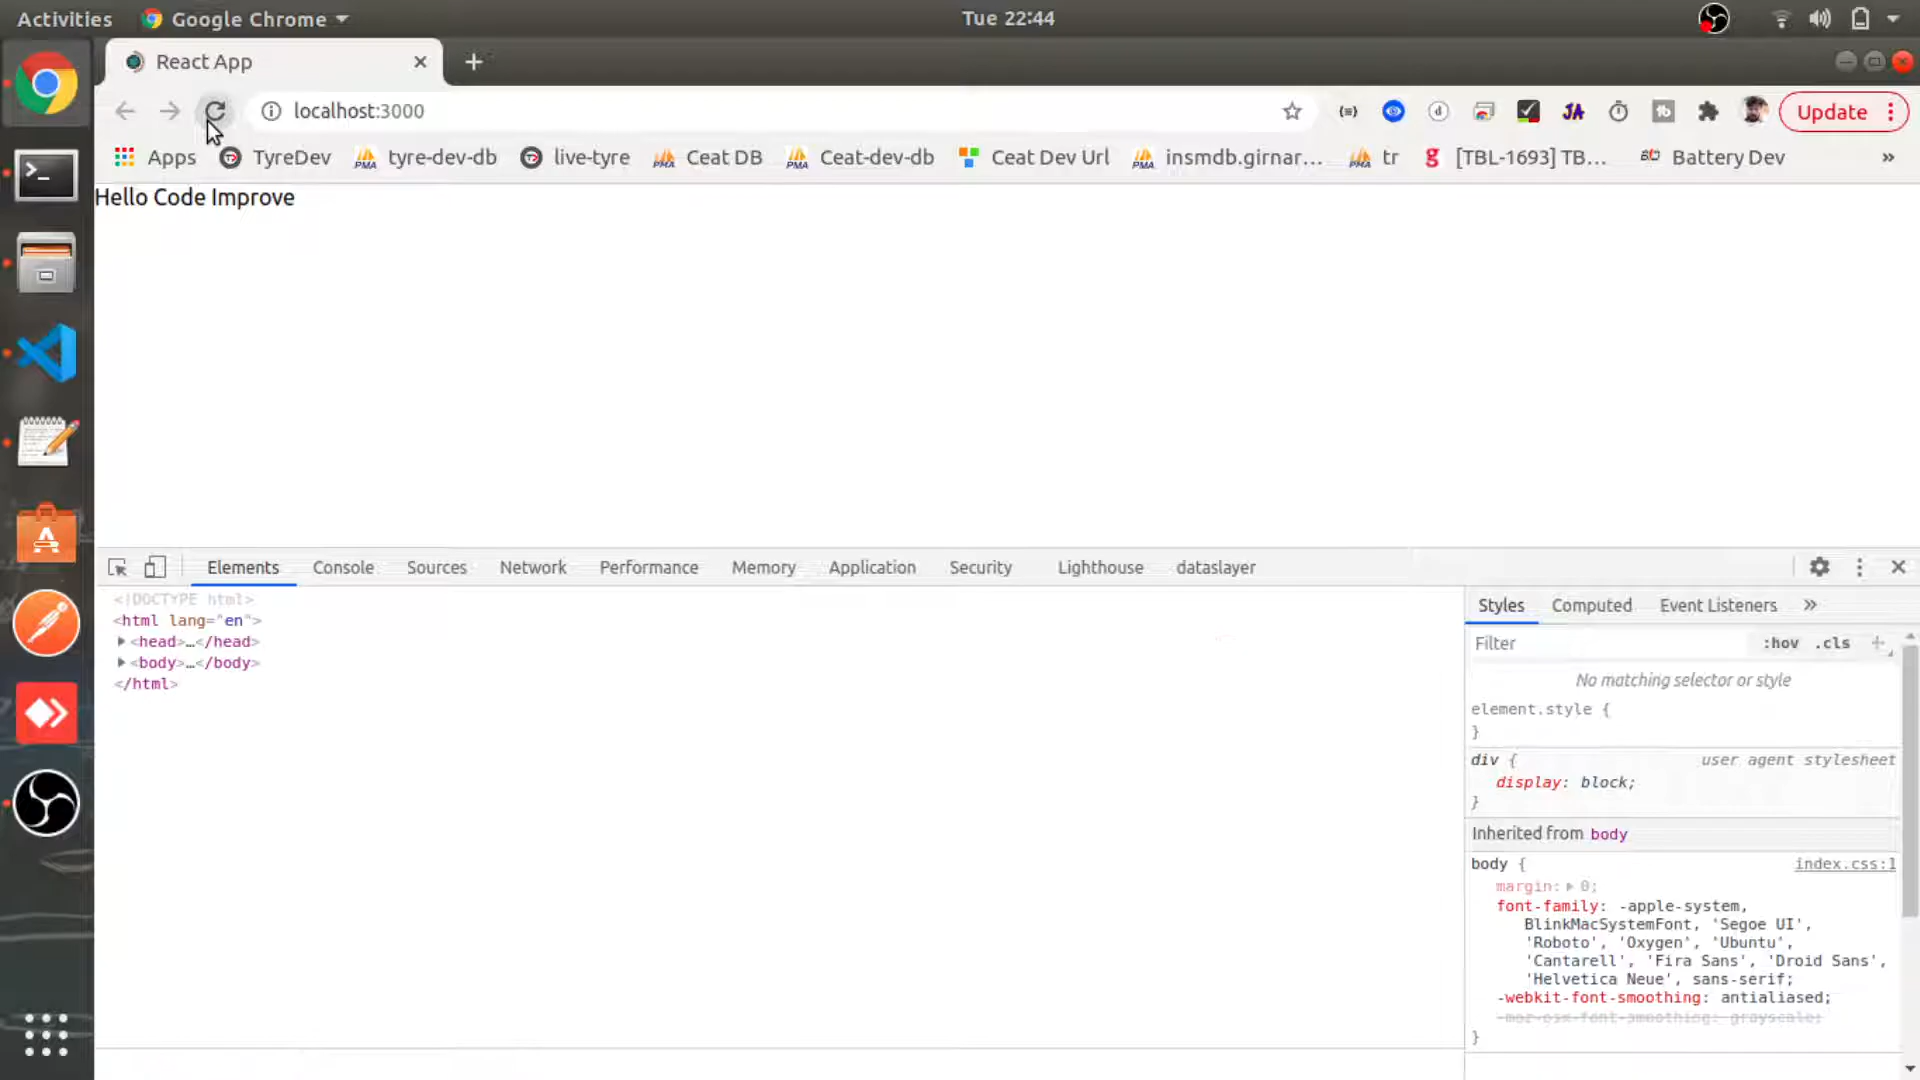 Activities Google Chrome Tue 22:44
React App
localhost:3000 Update
Apps TyreDev tyre-dev-db live-tyre Ceat DB Ceat-dev-db Ceat Dev Url insmdb.girnar... tr [TBL-1693] TB... Battery Dev »
Hello Code Improve
Elements Console Sources Network Performance Memory Application Security Lighthouse dataslayer
<!DOCTYPE html>
<html lang="en">
<head>…</head>
<body>…</body>
</html>
Styles Computed Event Listeners »
Filter :hov .cls +
No matching selector or style
element.style {
}
div { user agent stylesheet
display: block;
}
Inherited from body
body { index.css:1
margin: 0;
font-family: -apple-system,
BlinkMacSystemFont, 'Segoe UI',
'Roboto', 'Oxygen', 'Ubuntu',
'Cantarell', 'Fira Sans', 'Droid Sans',
'Helvetica Neue', sans-serif;
-webkit-font-smoothing: antialiased;
-moz-osx-font-smoothing: grayscale;
}